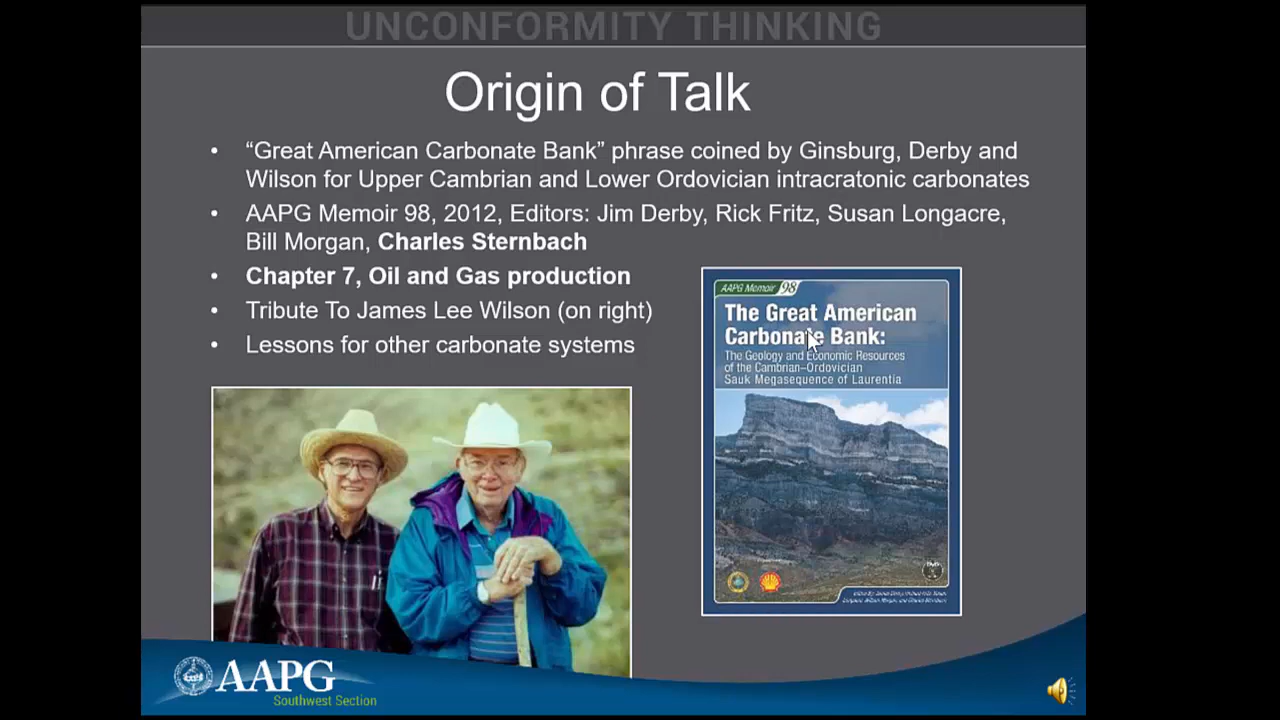 UNCONFORMITY THINKING
Origin of Talk
• “Great American Carbonate Bank” phrase coined by Ginsburg, Derby and
Wilson for Upper Cambrian and Lower Ordovician intracratonic carbonates
• AAPG Memoir 98, 2012, Editors: Jim Derby, Rick Fritz, Susan Longacre,
Bill Morgan, Charles Sternbach
• Chapter 7, Oil and Gas production
• Tribute To James Lee Wilson (on right)
• Lessons for other carbonate systems
AAPG Memoir 98
The Great American
Carbonate Bank:
The Geology and Economic Resources
of the Cambrian–Ordovician
Sauk Megasequence of Laurentia
AAPG
Southwest Section